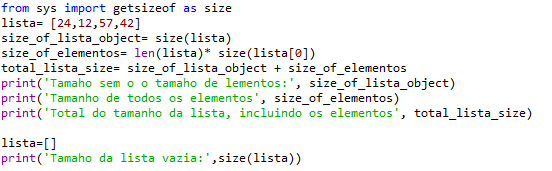 from sys import getsizeof as size
lista= [24,12,57,42]
size_of_lista_object= size(lista)
size_of_elementos= len(lista)* size(lista[0])
total_lista_size= size_of_lista_object + size_of_elementos
print('Tamaho sem o o tamaho de lementos:', size_of_lista_object)
print('Tamanho de todos os elementos', size_of_elementos)
print('Total do tamanho da lista, incluindo os elementos', total_lista_size)
lista=[]
print('Tamaho da lista vazia:',size(lista))